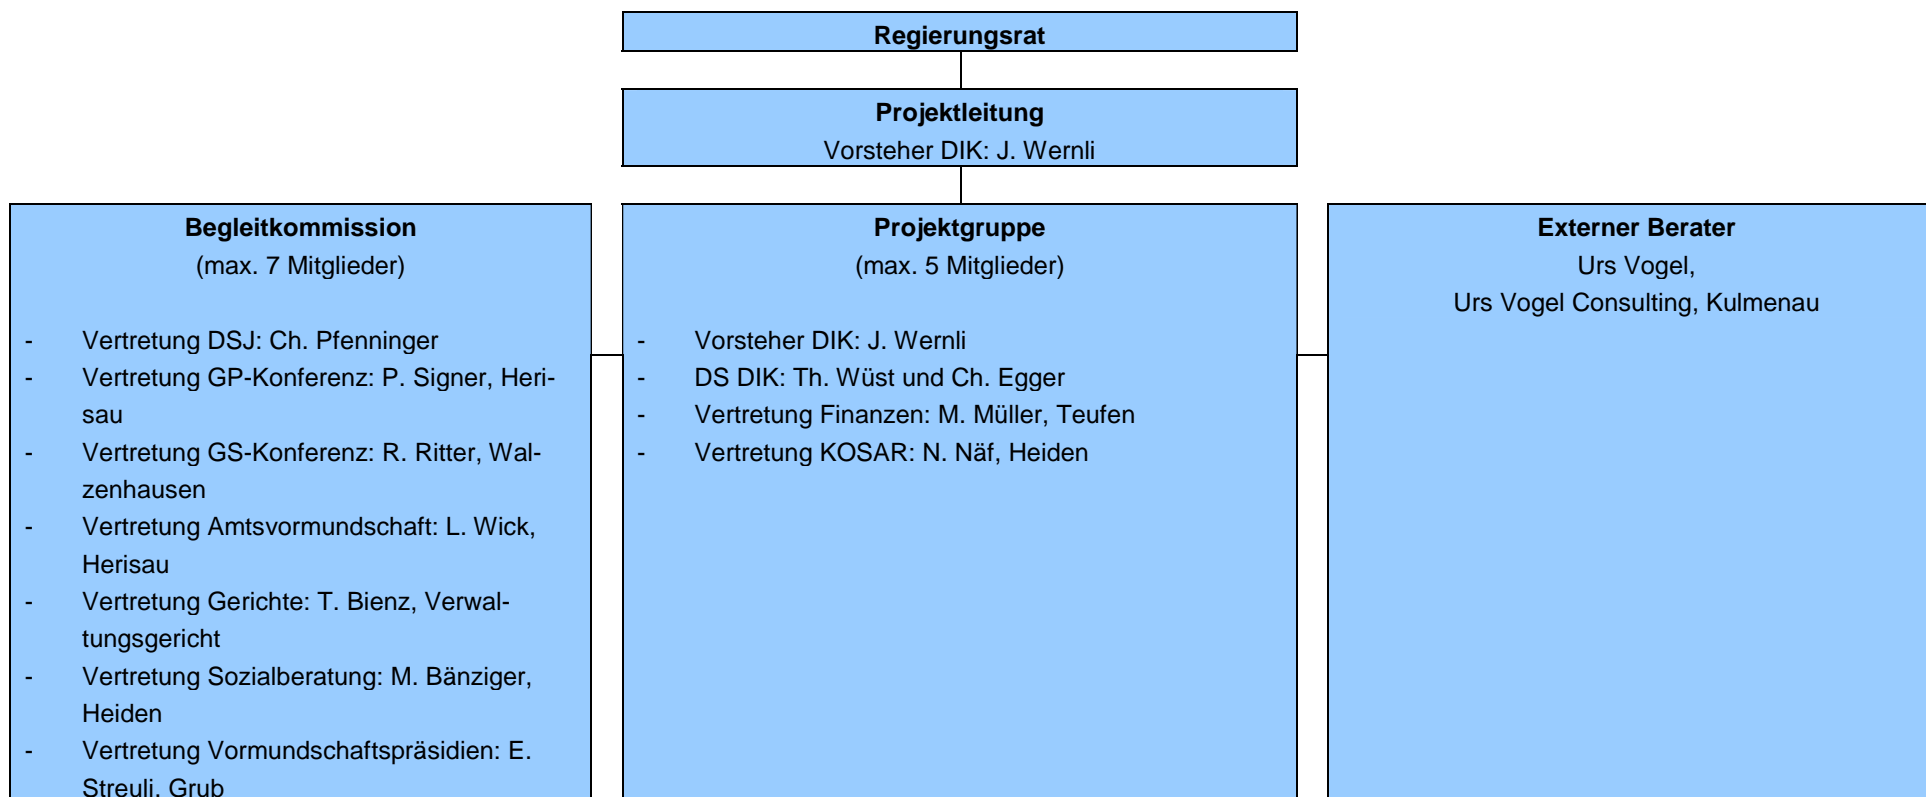 Regierungsrat
Projektleitung
Vorsteher DIK: J. Wernli
Begleitkommission
(max. 7 Mitglieder)
- Vertretung DSJ: Ch. Pfenninger
- Vertretung GP-Konferenz: P. Signer, Heri-
sau
- Vertretung GS-Konferenz: R. Ritter, Wal-
zenhausen
- Vertretung Amtsvormundschaft: L. Wick,
Herisau
- Vertretung Gerichte: T. Bienz, Verwal-
tungsgericht
- Vertretung Sozialberatung: M. Bänziger,
Heiden
- Vertretung Vormundschaftspräsidien: E.
Streuli, Grub
Projektgruppe
(max. 5 Mitglieder)
- Vorsteher DIK: J. Wernli
- DS DIK: Th. Wüst und Ch. Egger
- Vertretung Finanzen: M. Müller, Teufen
- Vertretung KOSAR: N. Näf, Heiden
Externer Berater
Urs Vogel,
Urs Vogel Consulting, Kulmenau